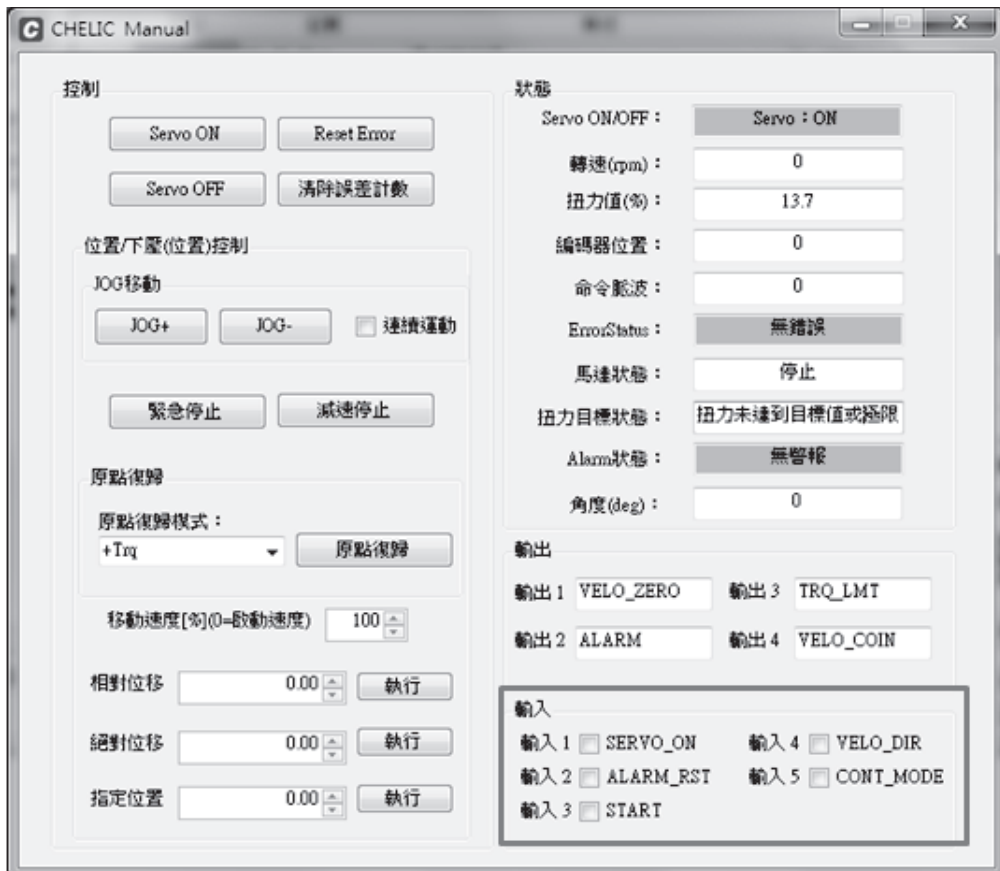 CHELIC Manual
控制
Servo ON
Reset Error
Servo OFF
清除誤差計數
位置/下壓(位置)控制
JOG移動
JOG+
JOG-
連續運動
緊急停止
減速停止
原點復歸
原點復歸模式：
+Trq
原點復歸
移動速度[%](0=啟動速度)
100
相對位移
0.00
執行
絕對位移
0.00
執行
指定位置
0.00
執行
狀態
Servo ON/OFF：
Servo：ON
轉速(rpm)：
0
扭力值(%)：
13.7
編碼器位置：
0
命令脈波：
0
ErrorStatus：
無錯誤
馬達狀態：
停止
扭力目標狀態：
扭力未達到目標值或極限
Alarm狀態：
無警報
角度(deg)：
0
輸出
輸出 1 VELO_ZERO
輸出 3 TRQ_LMT
輸出 2 ALARM
輸出 4 VELO_COIN
輸入
輸入 1 SERVO_ON
輸入 4 VELO_DIR
輸入 2 ALARM_RST
輸入 5 CONT_MODE
輸入 3 START